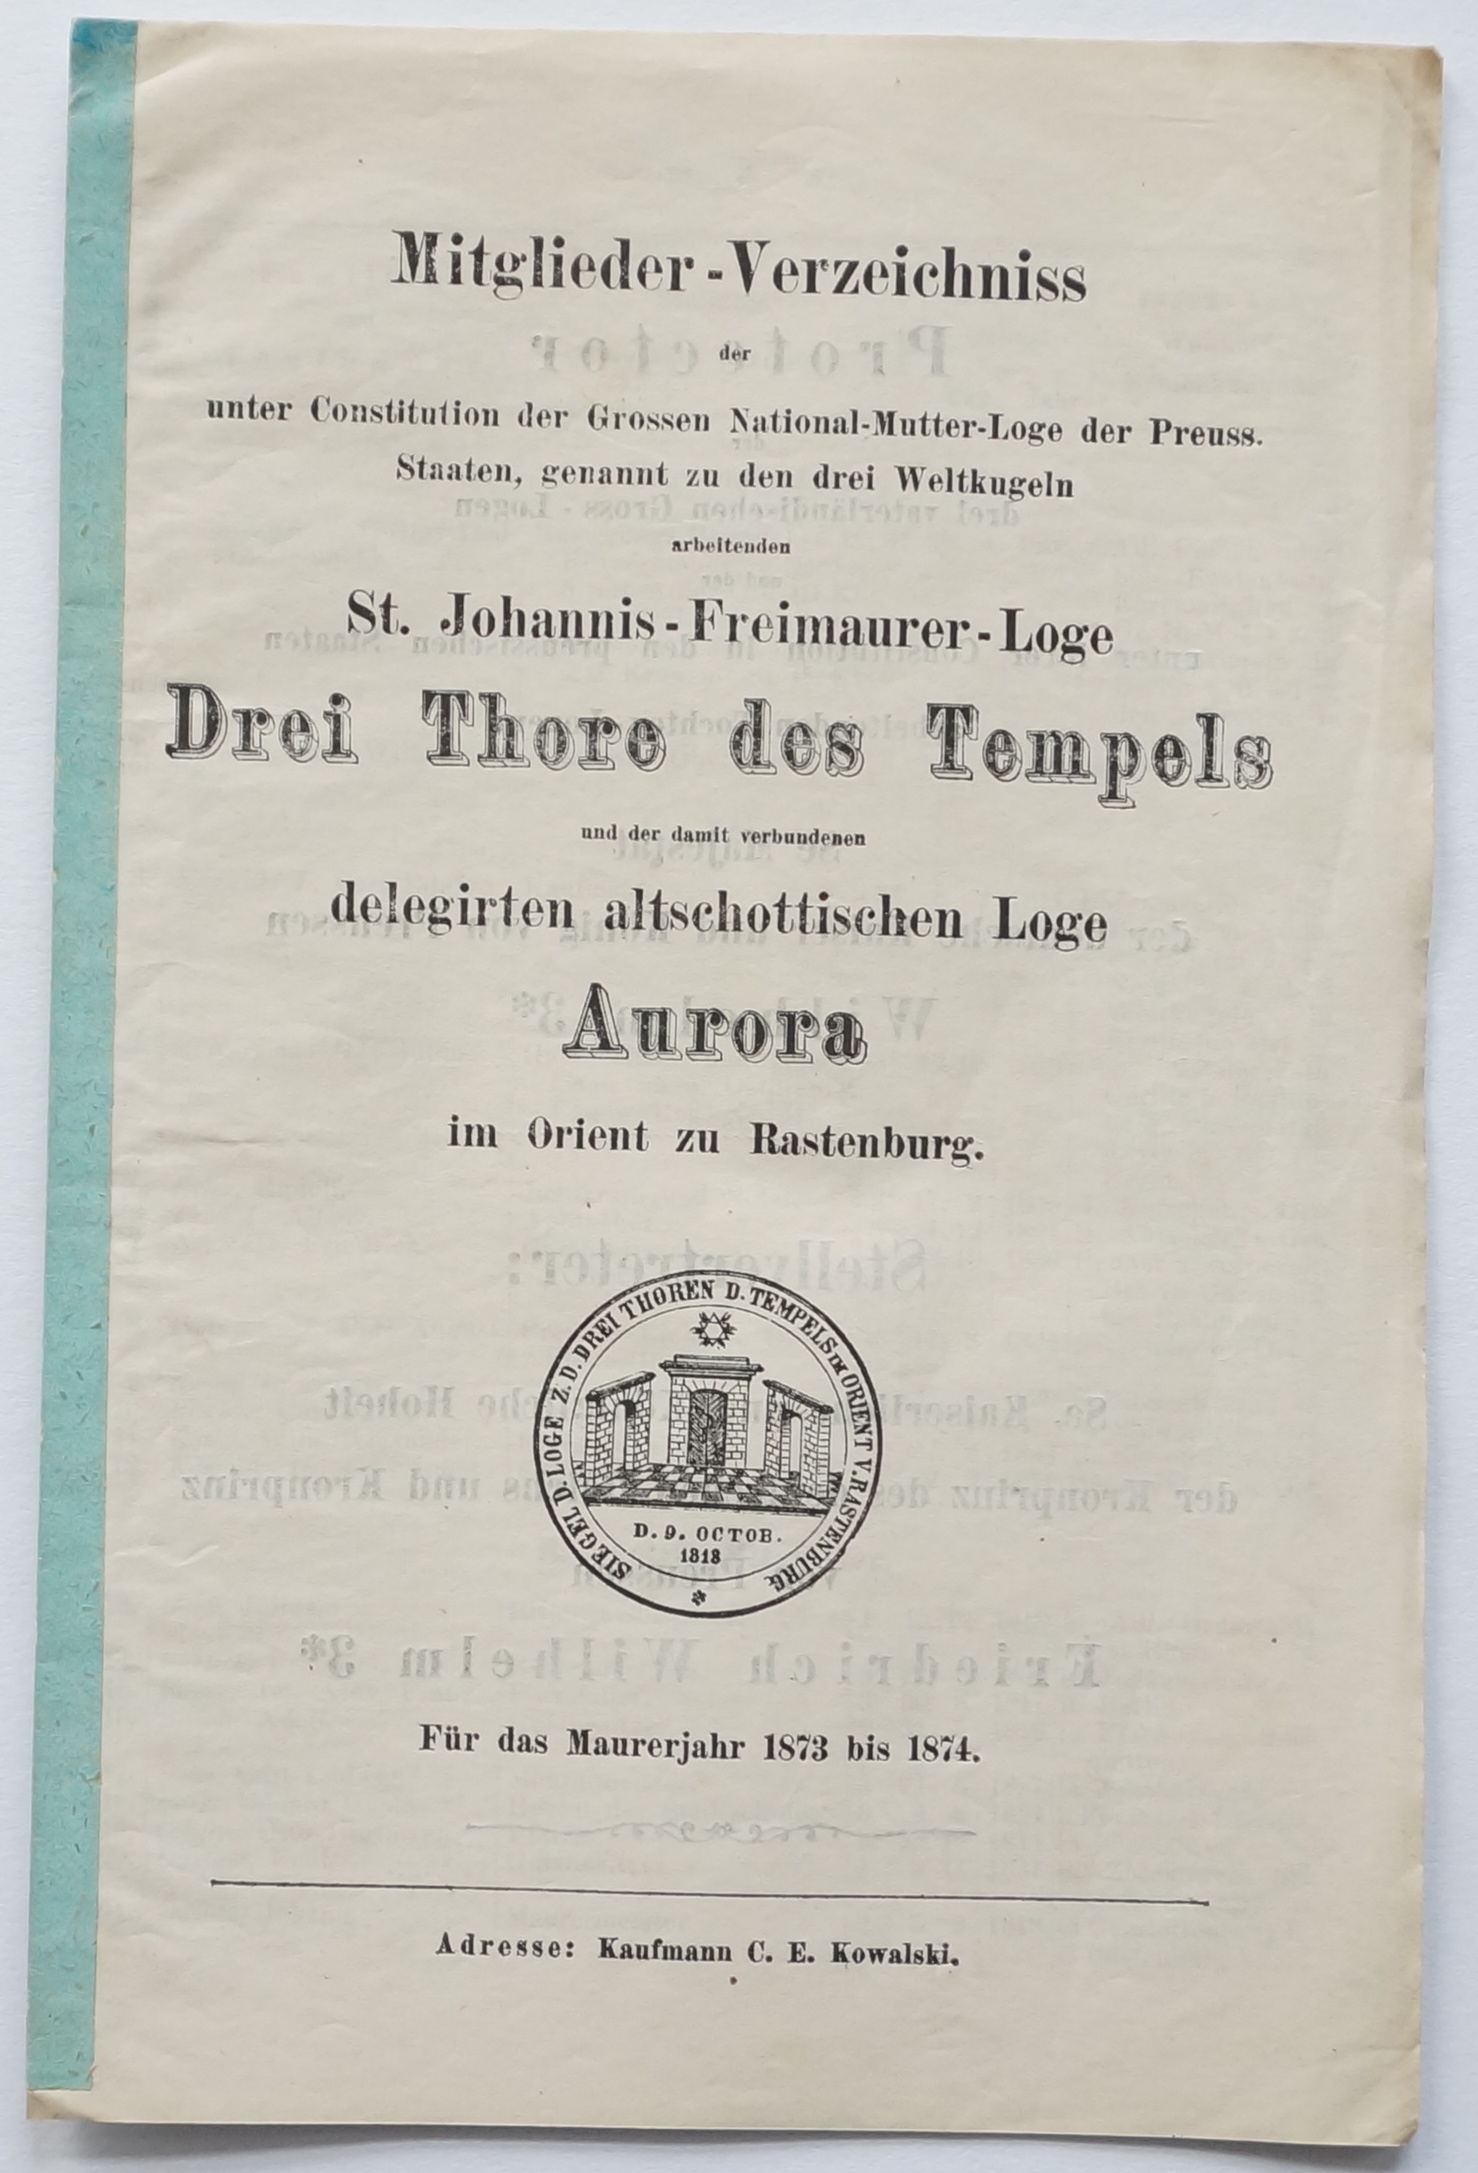 Mitglieder-Verzeichniss
der
unter Constitution der Grossen National-Mutter-Loge der Preuss.
Staaten, genannt zu den drei Weltkugeln
arbeitenden
St. Johannis-Freimaurer-Loge
Drei Thore des Tempels
und der damit verbundenen
delegirten altschottischen Loge
Aurora
im Orient zu Rastenburg.
SIEGEL D. LOGE Z. D. DREI THOREN D. TEMPELS IM ORIENT V. RASTENBURG
D. 9. OCTOB.
1818
Für das Maurerjahr 1873 bis 1874.
Adresse: Kaufmann C. E. Kowalski.